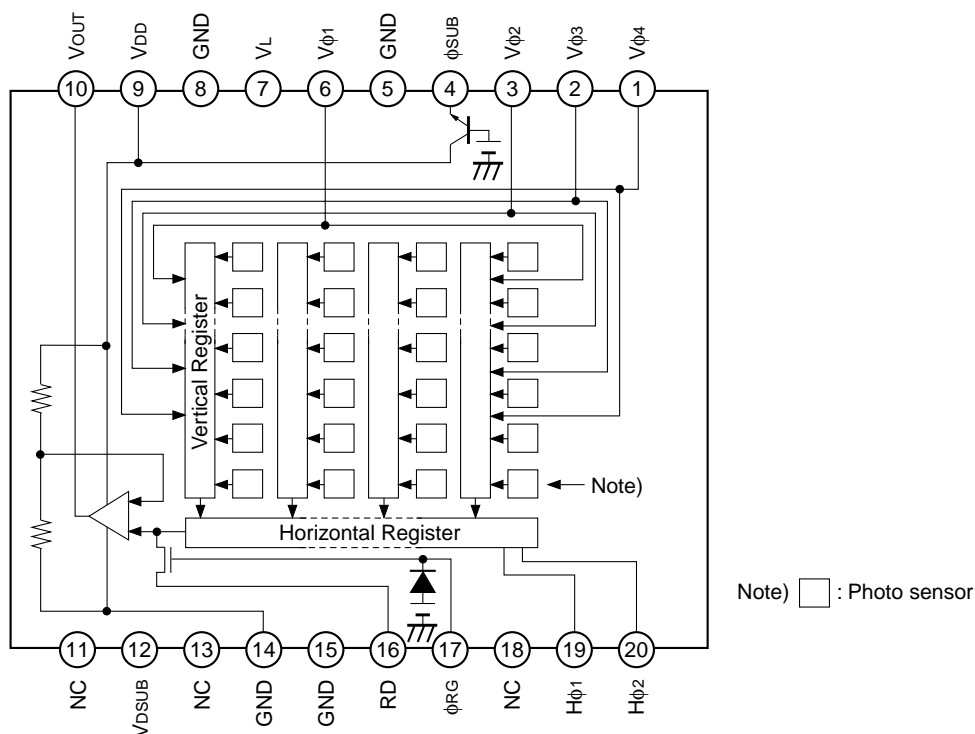 VOUT VDD GND VL Vφ1 GND φSUB Vφ2 Vφ3 Vφ4
10 9 8 7 6 5 4 3 2 1
Vertical Register
Note)
Horizontal Register
Note) : Photo sensor
11 12 13 14 15 16 17 18 19 20
NC VDSUB NC GND GND RD φRG NC Hφ1 Hφ2